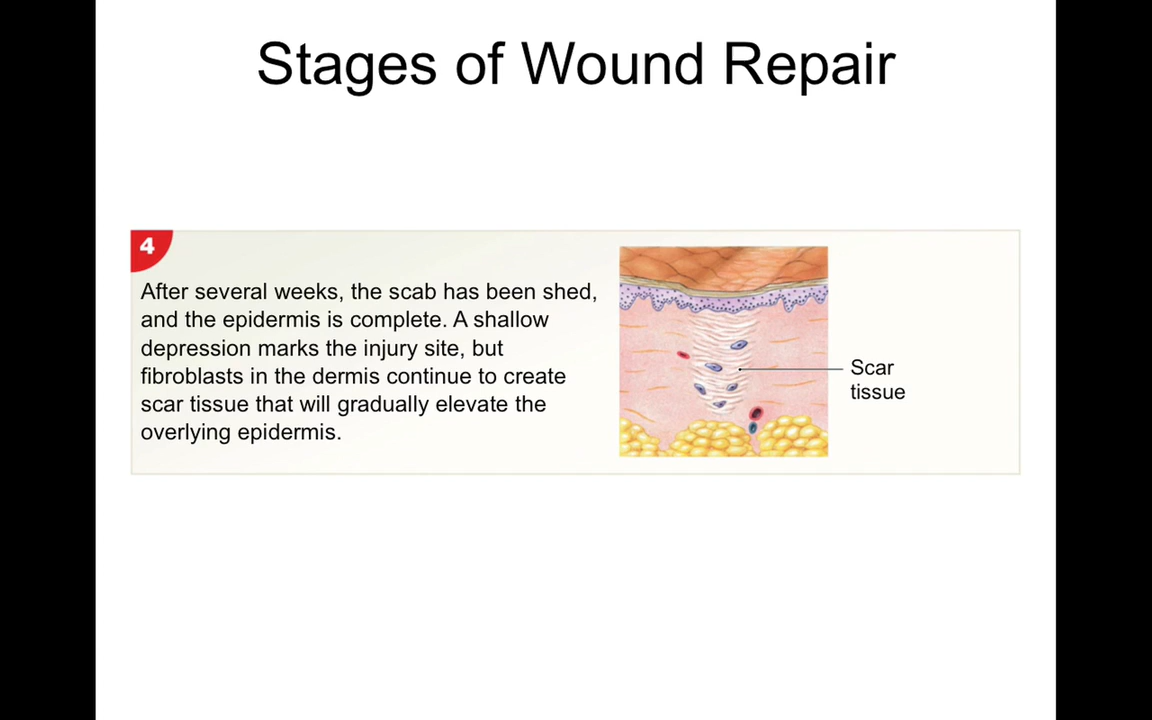 Stages of Wound Repair
4
After several weeks, the scab has been shed,
and the epidermis is complete. A shallow
depression marks the injury site, but
fibroblasts in the dermis continue to create
scar tissue that will gradually elevate the
overlying epidermis.
Scar
tissue